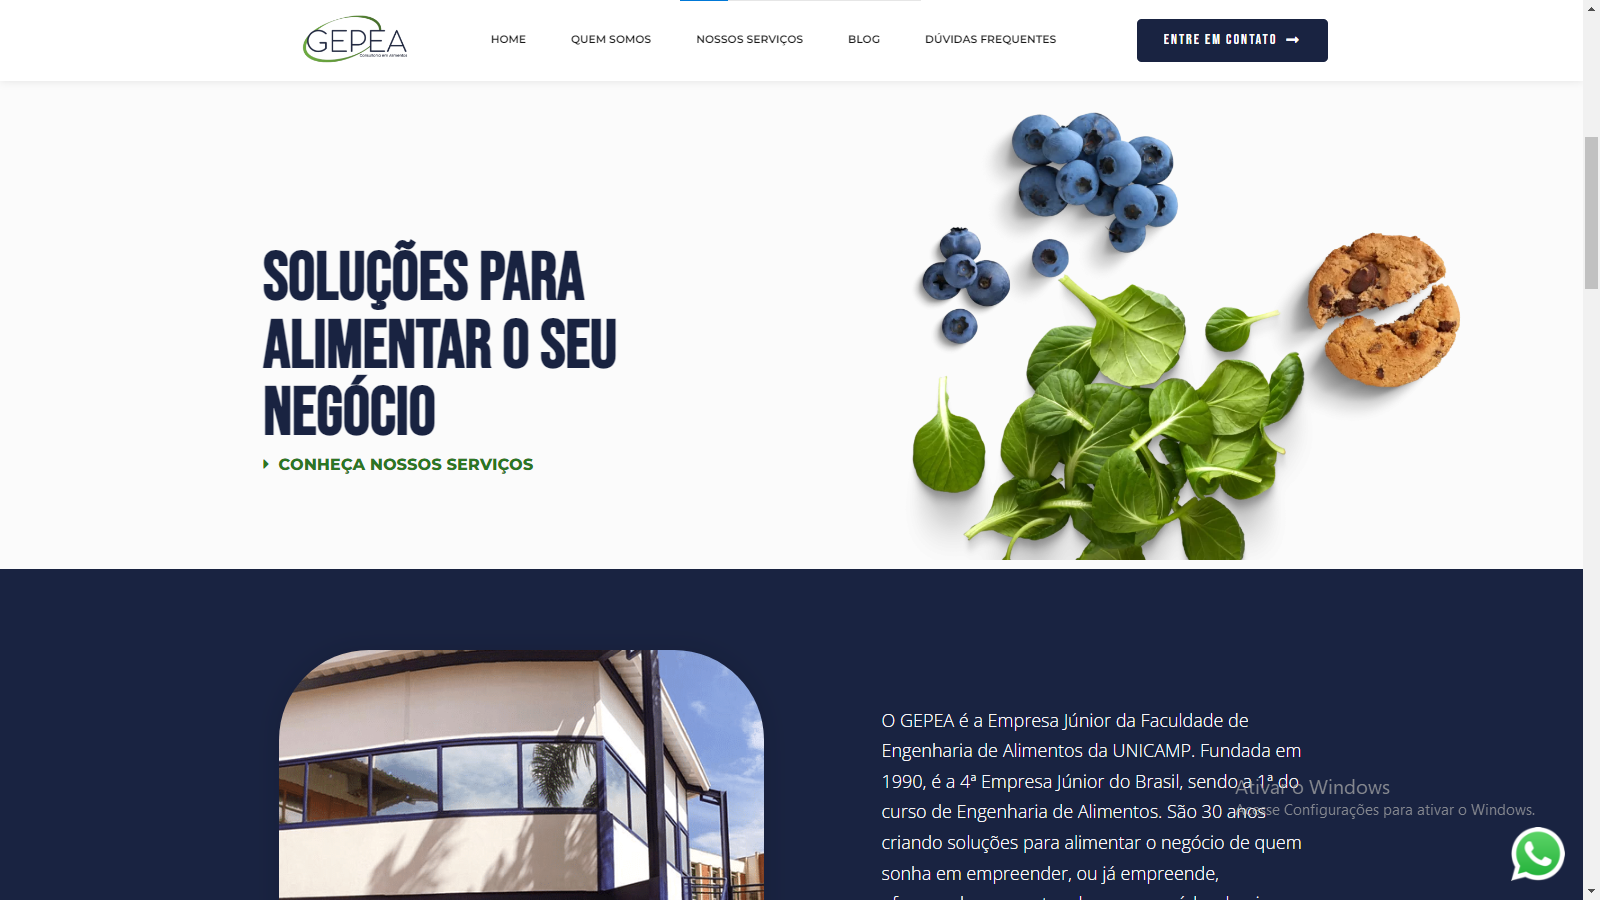 GEPEA
Consultoria em Alimentos
HOME
QUEM SOMOS
NOSSOS SERVIÇOS
BLOG
DÚVIDAS FREQUENTES
ENTRE EM CONTATO
SOLUÇÕES PARA
ALIMENTAR O SEU
NEGÓCIO
CONHEÇA NOSSOS SERVIÇOS
O GEPEA é a Empresa Júnior da Faculdade de
Engenharia de Alimentos da UNICAMP. Fundada em
1990, é a 4ª Empresa Júnior do Brasil, sendo a 1ª do
curso de Engenharia de Alimentos. São 30 anos
criando soluções para alimentar o negócio de quem
sonha em empreender, ou já empreende,
Ativar o Windows
Acesse Configurações para ativar o Windows.